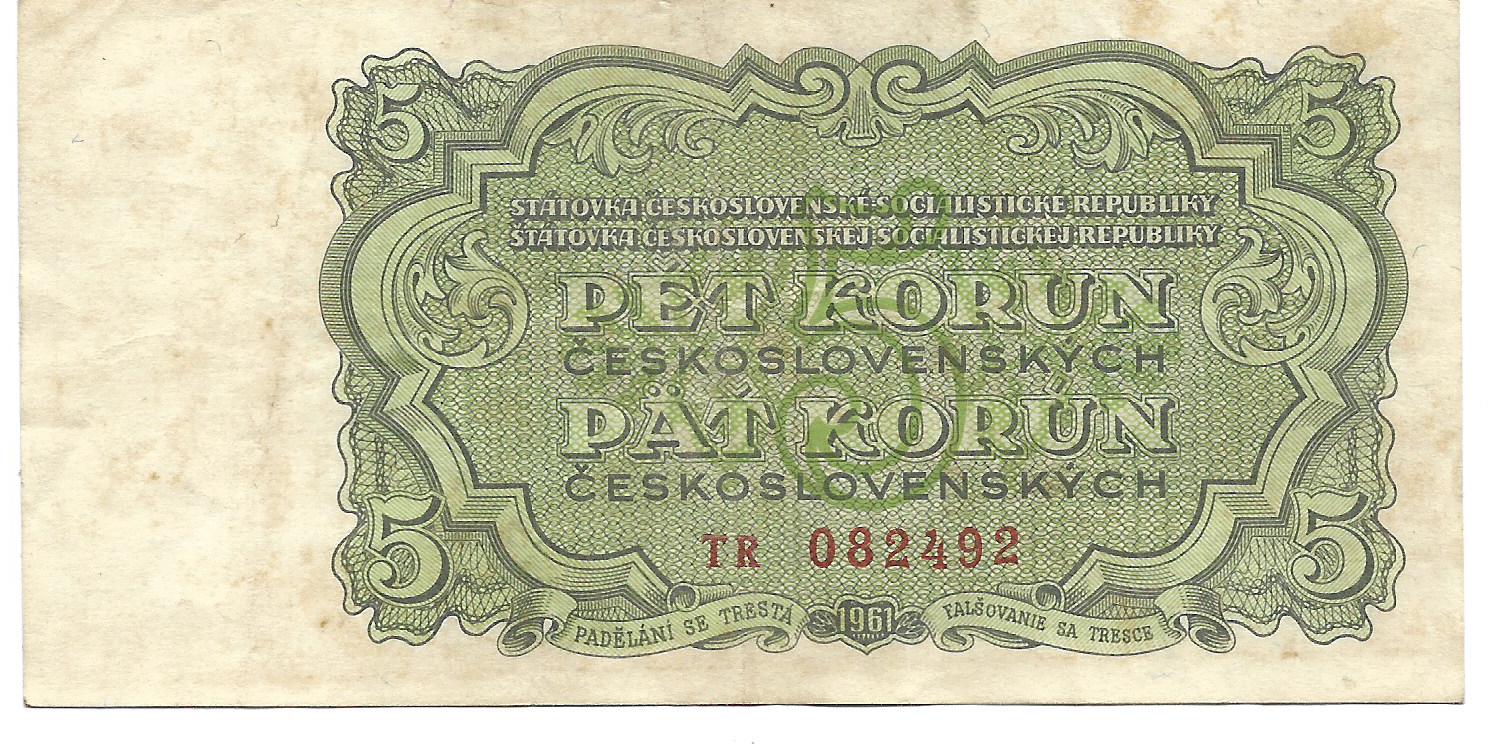 5 5
STÁTOVKA ČESKOSLOVENSKÉ SOCIALISTICKÉ REPUBLIKY
ŠTÁTOVKA ČESKOSLOVENSKEJ SOCIALISTICKEJ REPUBLIKY
PĚT KORUN
ČESKOSLOVENSKÝCH
PÄŤ KORÚN
ČESKOSLOVENSKÝCH
5 TR 082492 5
PADĚLÁNÍ SE TRESTÁ 1961 FALŠOVANIE SA TRESCE